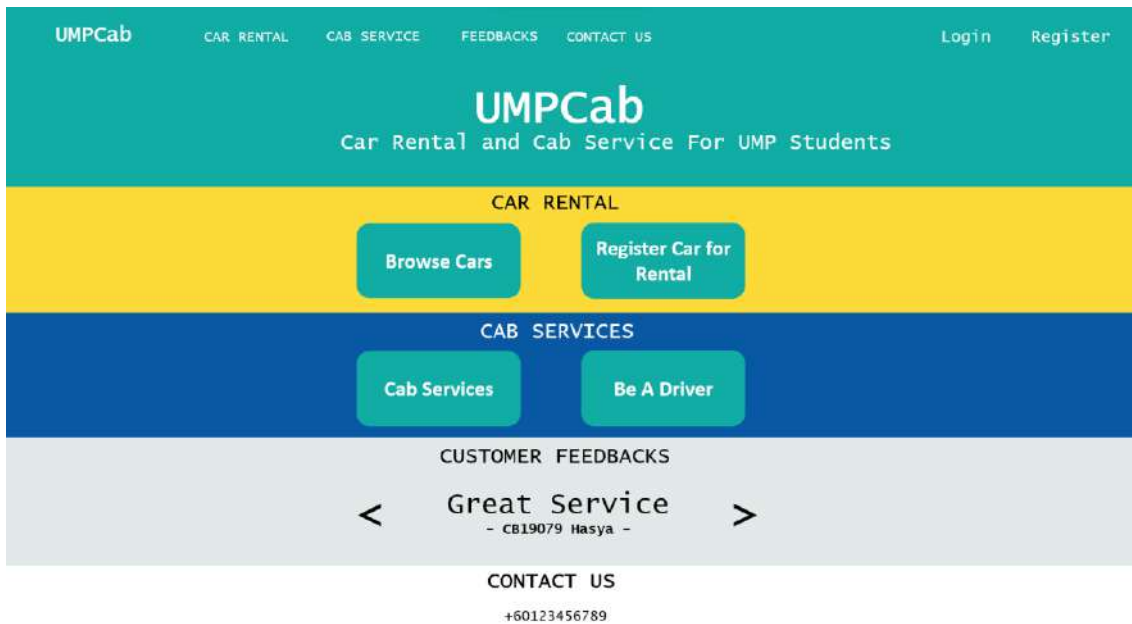 UMPCab CAR RENTAL CAB SERVICE FEEDBACKS CONTACT US Login Register
UMPCab
Car Rental and Cab Service For UMP Students
CAR RENTAL
Browse Cars
Register Car for
Rental
CAB SERVICES
Cab Services
Be A Driver
CUSTOMER FEEDBACKS
< Great Service >
- CB19079 Hasya -
CONTACT US
+60123456789